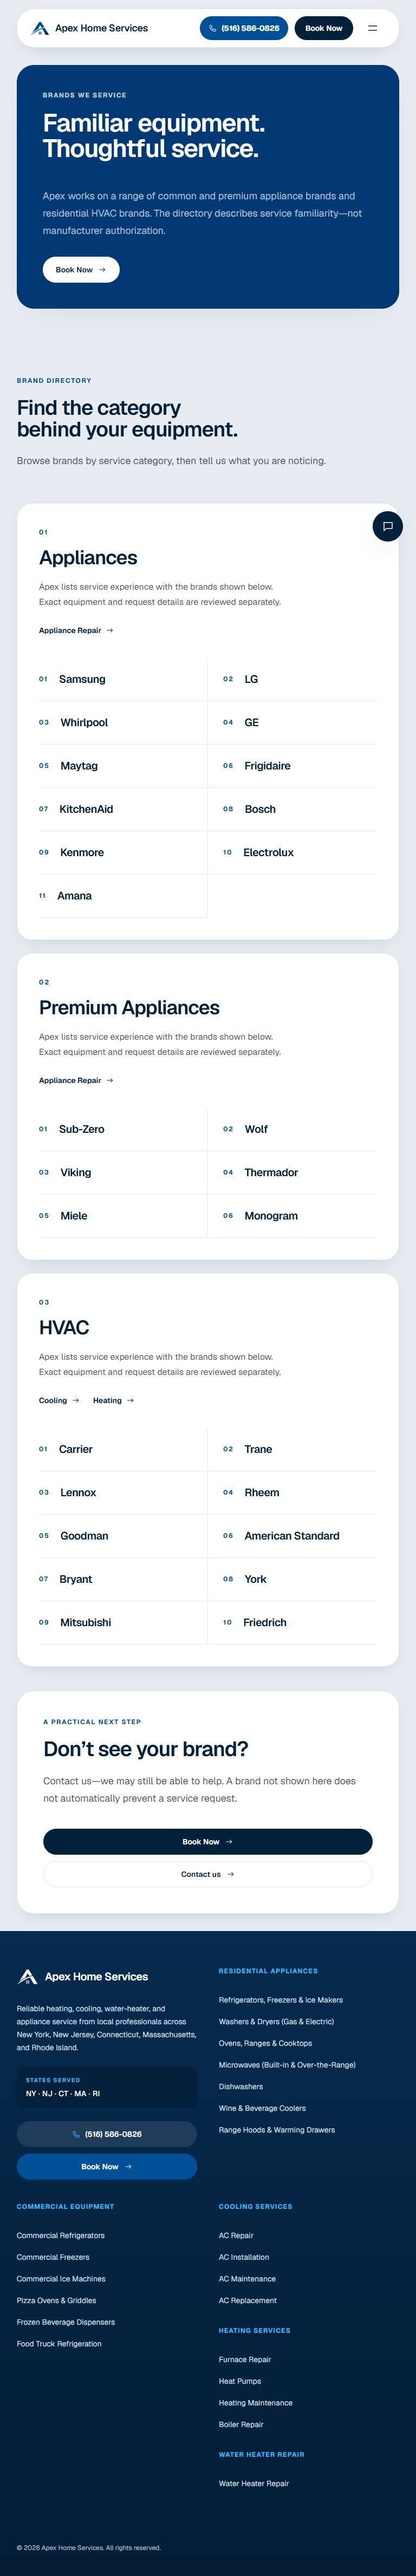 Apex Home Services
(516) 586-0826
Book Now
BRANDS WE SERVICE
Familiar equipment.
Thoughtful service.
Apex works on a range of common and premium appliance brands and
residential HVAC brands. The directory describes service familiarity—not
manufacturer authorization.
Book Now →
BRAND DIRECTORY
Find the category
behind your equipment.
Browse brands by service category, then tell us what you are noticing.
01
Appliances
Apex lists service experience with the brands shown below.
Exact equipment and request details are reviewed separately.
Appliance Repair →
01 Samsung
02 LG
03 Whirlpool
04 GE
05 Maytag
06 Frigidaire
07 KitchenAid
08 Bosch
09 Kenmore
10 Electrolux
11 Amana
02
Premium Appliances
Apex lists service experience with the brands shown below.
Exact equipment and request details are reviewed separately.
Appliance Repair →
01 Sub-Zero
02 Wolf
03 Viking
04 Thermador
05 Miele
06 Monogram
03
HVAC
Apex lists service experience with the brands shown below.
Exact equipment and request details are reviewed separately.
Cooling → Heating →
01 Carrier
02 Trane
03 Lennox
04 Rheem
05 Goodman
06 American Standard
07 Bryant
08 York
09 Mitsubishi
10 Friedrich
A PRACTICAL NEXT STEP
Don’t see your brand?
Contact us—we may still be able to help. A brand not shown here does
not automatically prevent a service request.
Book Now →
Contact us →
Apex Home Services
Reliable heating, cooling, water-heater, and
appliance service from local professionals across
New York, New Jersey, Connecticut, Massachusetts,
and Rhode Island.
STATES SERVED
NY · NJ · CT · MA · RI
(516) 586-0826
Book Now →
RESIDENTIAL APPLIANCES
Refrigerators, Freezers & Ice Makers
Washers & Dryers (Gas & Electric)
Ovens, Ranges & Cooktops
Microwaves (Built-in & Over-the-Range)
Dishwashers
Wine & Beverage Coolers
Range Hoods & Warming Drawers
COMMERCIAL EQUIPMENT
Commercial Refrigerators
Commercial Freezers
Commercial Ice Machines
Pizza Ovens & Griddles
Frozen Beverage Dispensers
Food Truck Refrigeration
COOLING SERVICES
AC Repair
AC Installation
AC Maintenance
AC Replacement
HEATING SERVICES
Furnace Repair
Heat Pumps
Heating Maintenance
Boiler Repair
WATER HEATER REPAIR
Water Heater Repair
© 2026 Apex Home Services. All rights reserved.